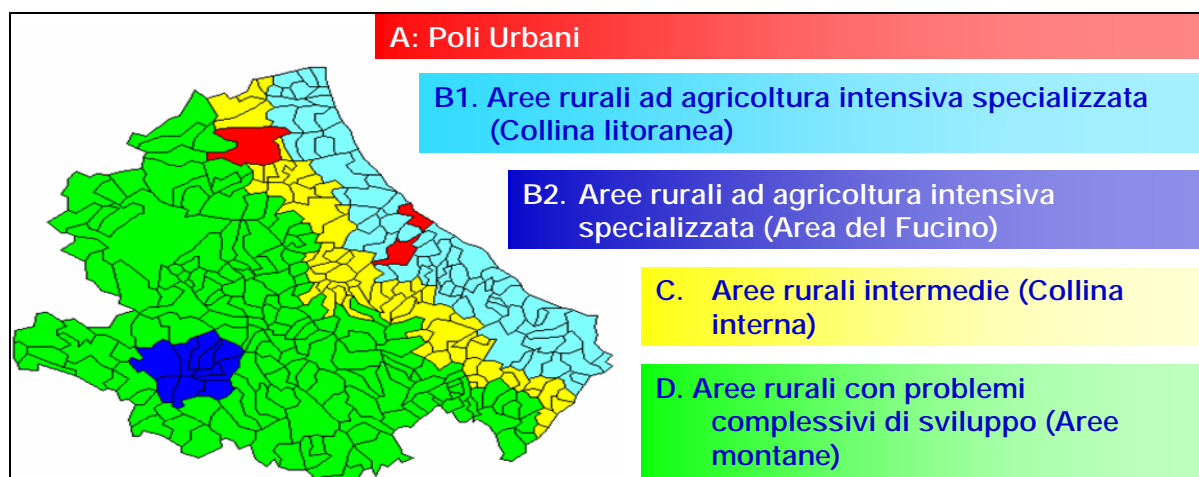 A: Poli Urbani
B1. Aree rurali ad agricoltura intensiva specializzata
(Collina litoranea)
B2. Aree rurali ad agricoltura intensiva
specializzata (Area del Fucino)
C. Aree rurali intermedie (Collina
interna)
D. Aree rurali con problemi
complessivi di sviluppo (Aree
montane)